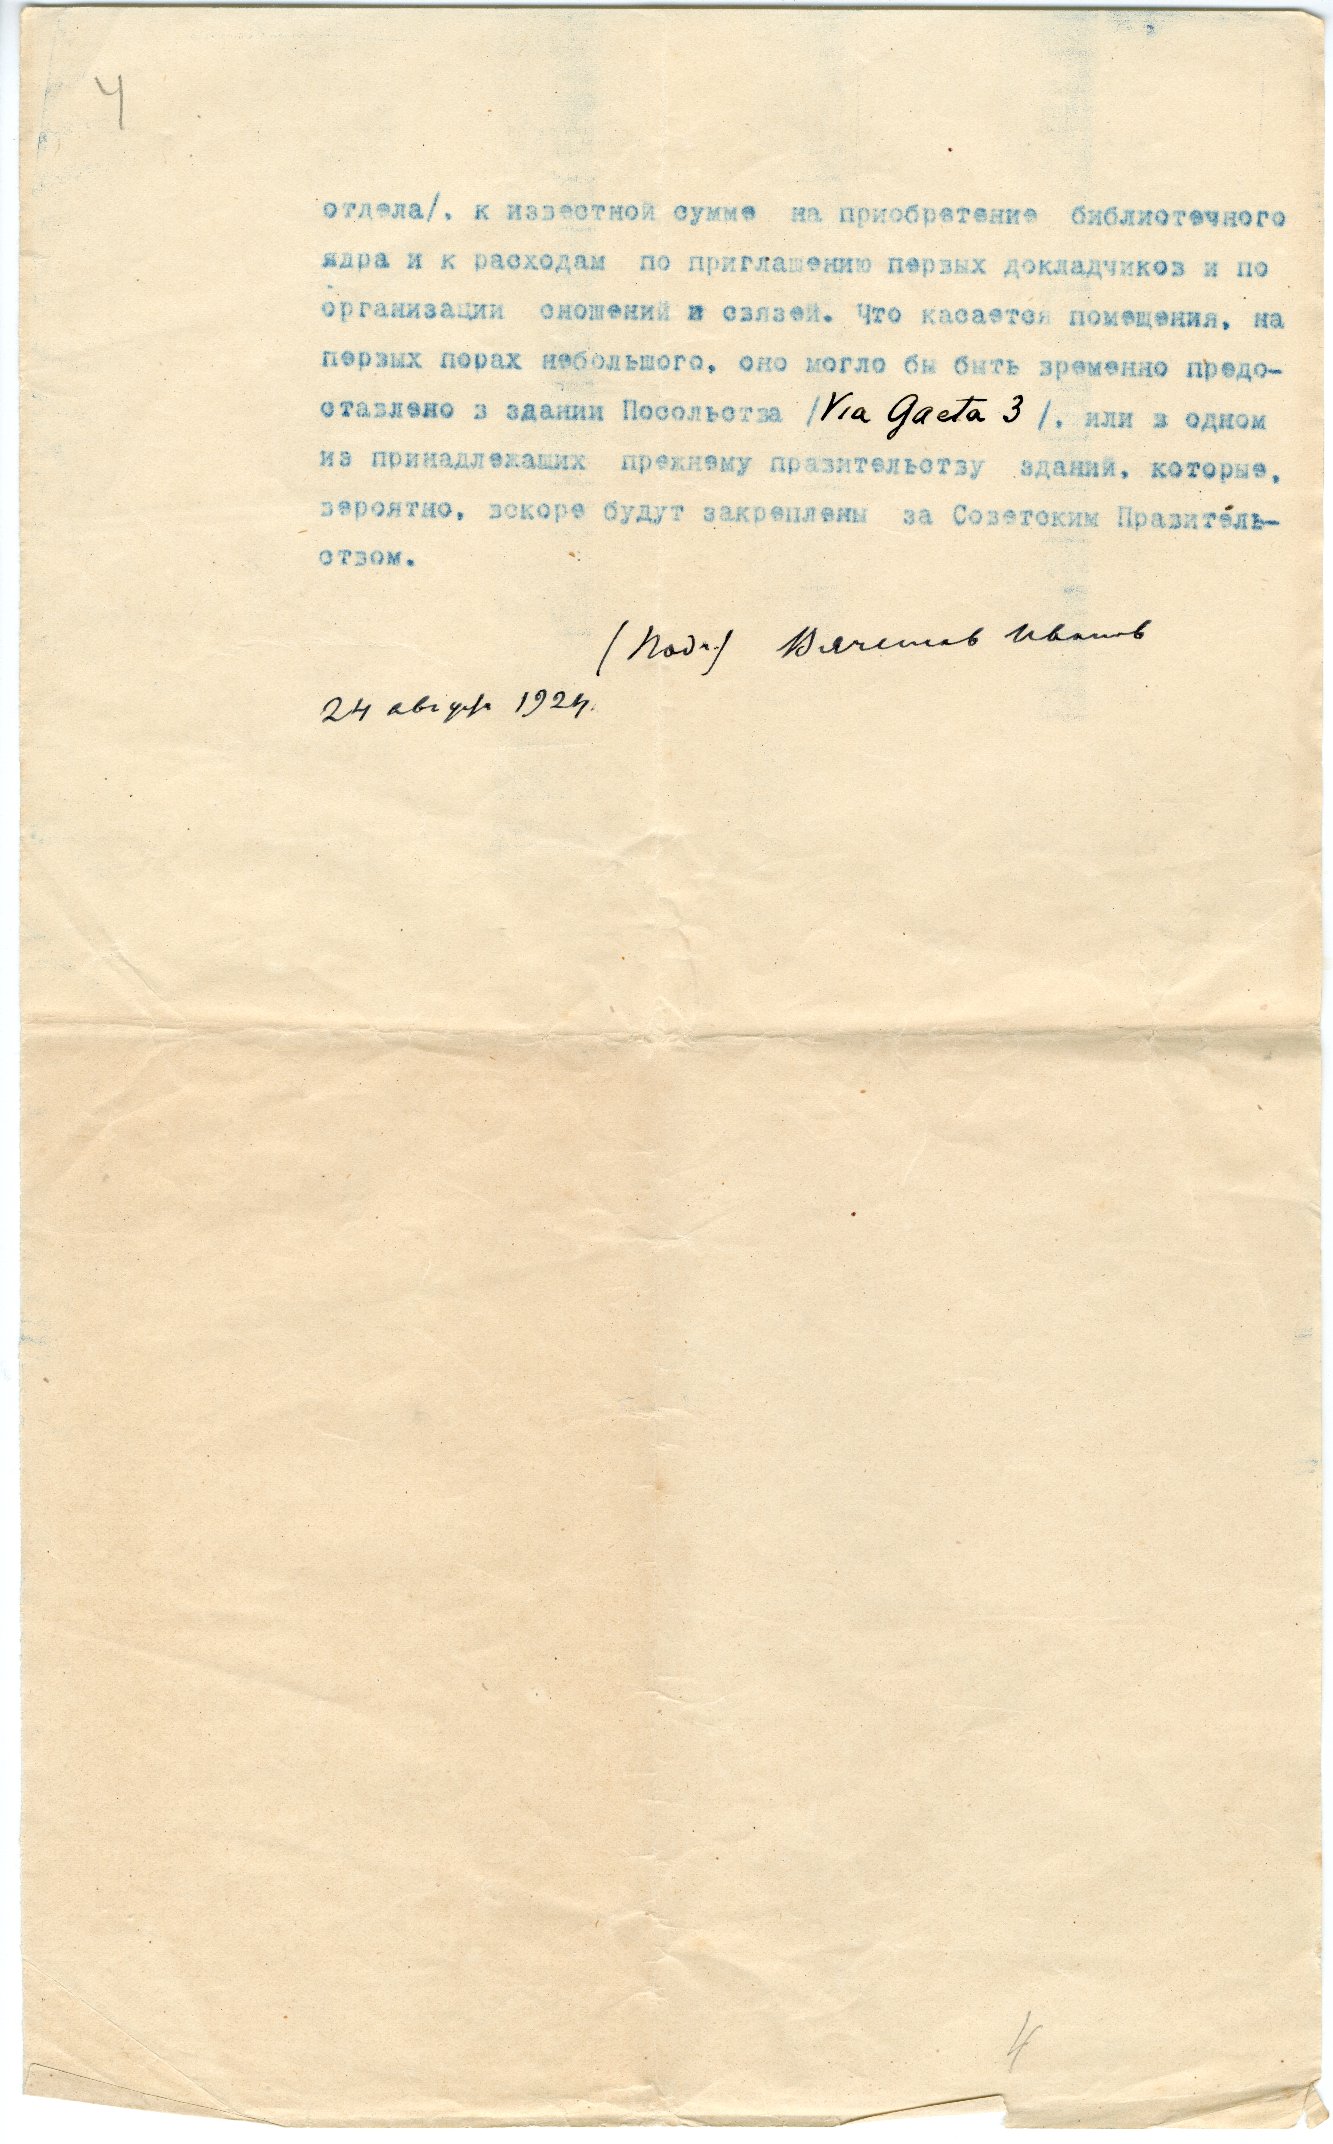 4
отдела/, к известной сумме на приобретение библиотечного
ядра и к расходам по приглашению первых докладчиков и по
организации сношений и связей. Что касается помещения, на
первых порах небольшого, оно могло бы быть временно предо-
ставлено в здании Посольства /Via Gaeta 3/, или в одном
из принадлежащих прежнему правительству зданий, которые,
вероятно, вскоре будут закреплены за Советским Правитель-
ством.
(Подп.) Вячеслав Иванов
24 августа 1924.
4